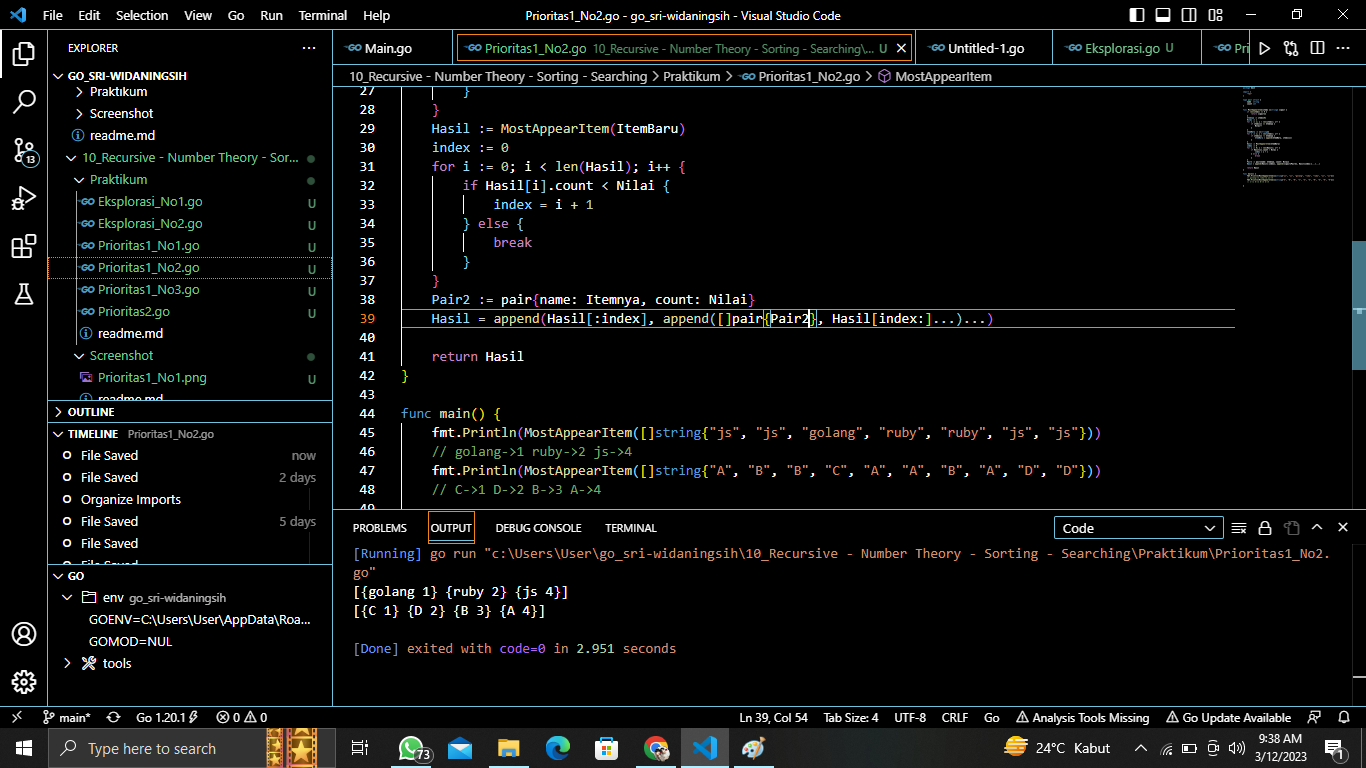 File Edit Selection View Go Run Terminal Help
Prioritas1_No2.go - go_sri-widaningsih - Visual Studio Code
EXPLORER
GO_SRI-WIDANINGSIH
Praktikum
Screenshot
readme.md
10_Recursive - Number Theory - Sor...
Praktikum
Eksplorasi_No1.go U
Eksplorasi_No2.go U
Prioritas1_No1.go U
Prioritas1_No2.go U
Prioritas1_No3.go U
Prioritas2.go U
readme.md
Screenshot
Prioritas1_No1.png U
readme.md
OUTLINE
TIMELINE Prioritas1_No2.go
File Saved now
File Saved 2 days
Organize Imports
File Saved 5 days
File Saved
File Saved
GO
env go_sri-widaningsih
GOENV=C:\Users\User\AppData\Roa...
GOMOD=NUL
tools
13
Main.go
Prioritas1_No2.go 10_Recursive - Number Theory - Sorting - Searching\... U
Untitled-1.go
Eksplorasi.go U
Pri
10_Recursive - Number Theory - Sorting - Searching > Praktikum > Prioritas1_No2.go > MostAppearItem
27 }
28 }
29 Hasil := MostAppearItem(ItemBaru)
30 index := 0
31 for i := 0; i < len(Hasil); i++ {
32 if Hasil[i].count < Nilai {
33 index = i + 1
34 } else {
35 break
36 }
37 }
38 Pair2 := pair{name: Itemnya, count: Nilai}
39 Hasil = append(Hasil[:index], append([]pair{Pair2}, Hasil[index:]...)...)
40
41 return Hasil
42 }
43
44 func main() {
45 fmt.Println(MostAppearItem([]string{"js", "js", "golang", "ruby", "ruby", "js", "js"}))
46 // golang->1 ruby->2 js->4
47 fmt.Println(MostAppearItem([]string{"A", "B", "B", "C", "A", "A", "B", "A", "D", "D"}))
48 // C->1 D->2 B->3 A->4
49
PROBLEMS OUTPUT DEBUG CONSOLE TERMINAL
Code
[Running] go run "c:\Users\User\go_sri-widaningsih\10_Recursive - Number Theory - Sorting - Searching\Praktikum\Prioritas1_No2.
go"
[{golang 1} {ruby 2} {js 4}]
[{C 1} {D 2} {B 3} {A 4}]
[Done] exited with code=0 in 2.951 seconds
main* Go 1.20.1 0 0
Ln 39, Col 54 Tab Size: 4 UTF-8 CRLF Go Analysis Tools Missing Go Update Available
Type here to search
73
24°C Kabut
9:38 AM
3/12/2023
1